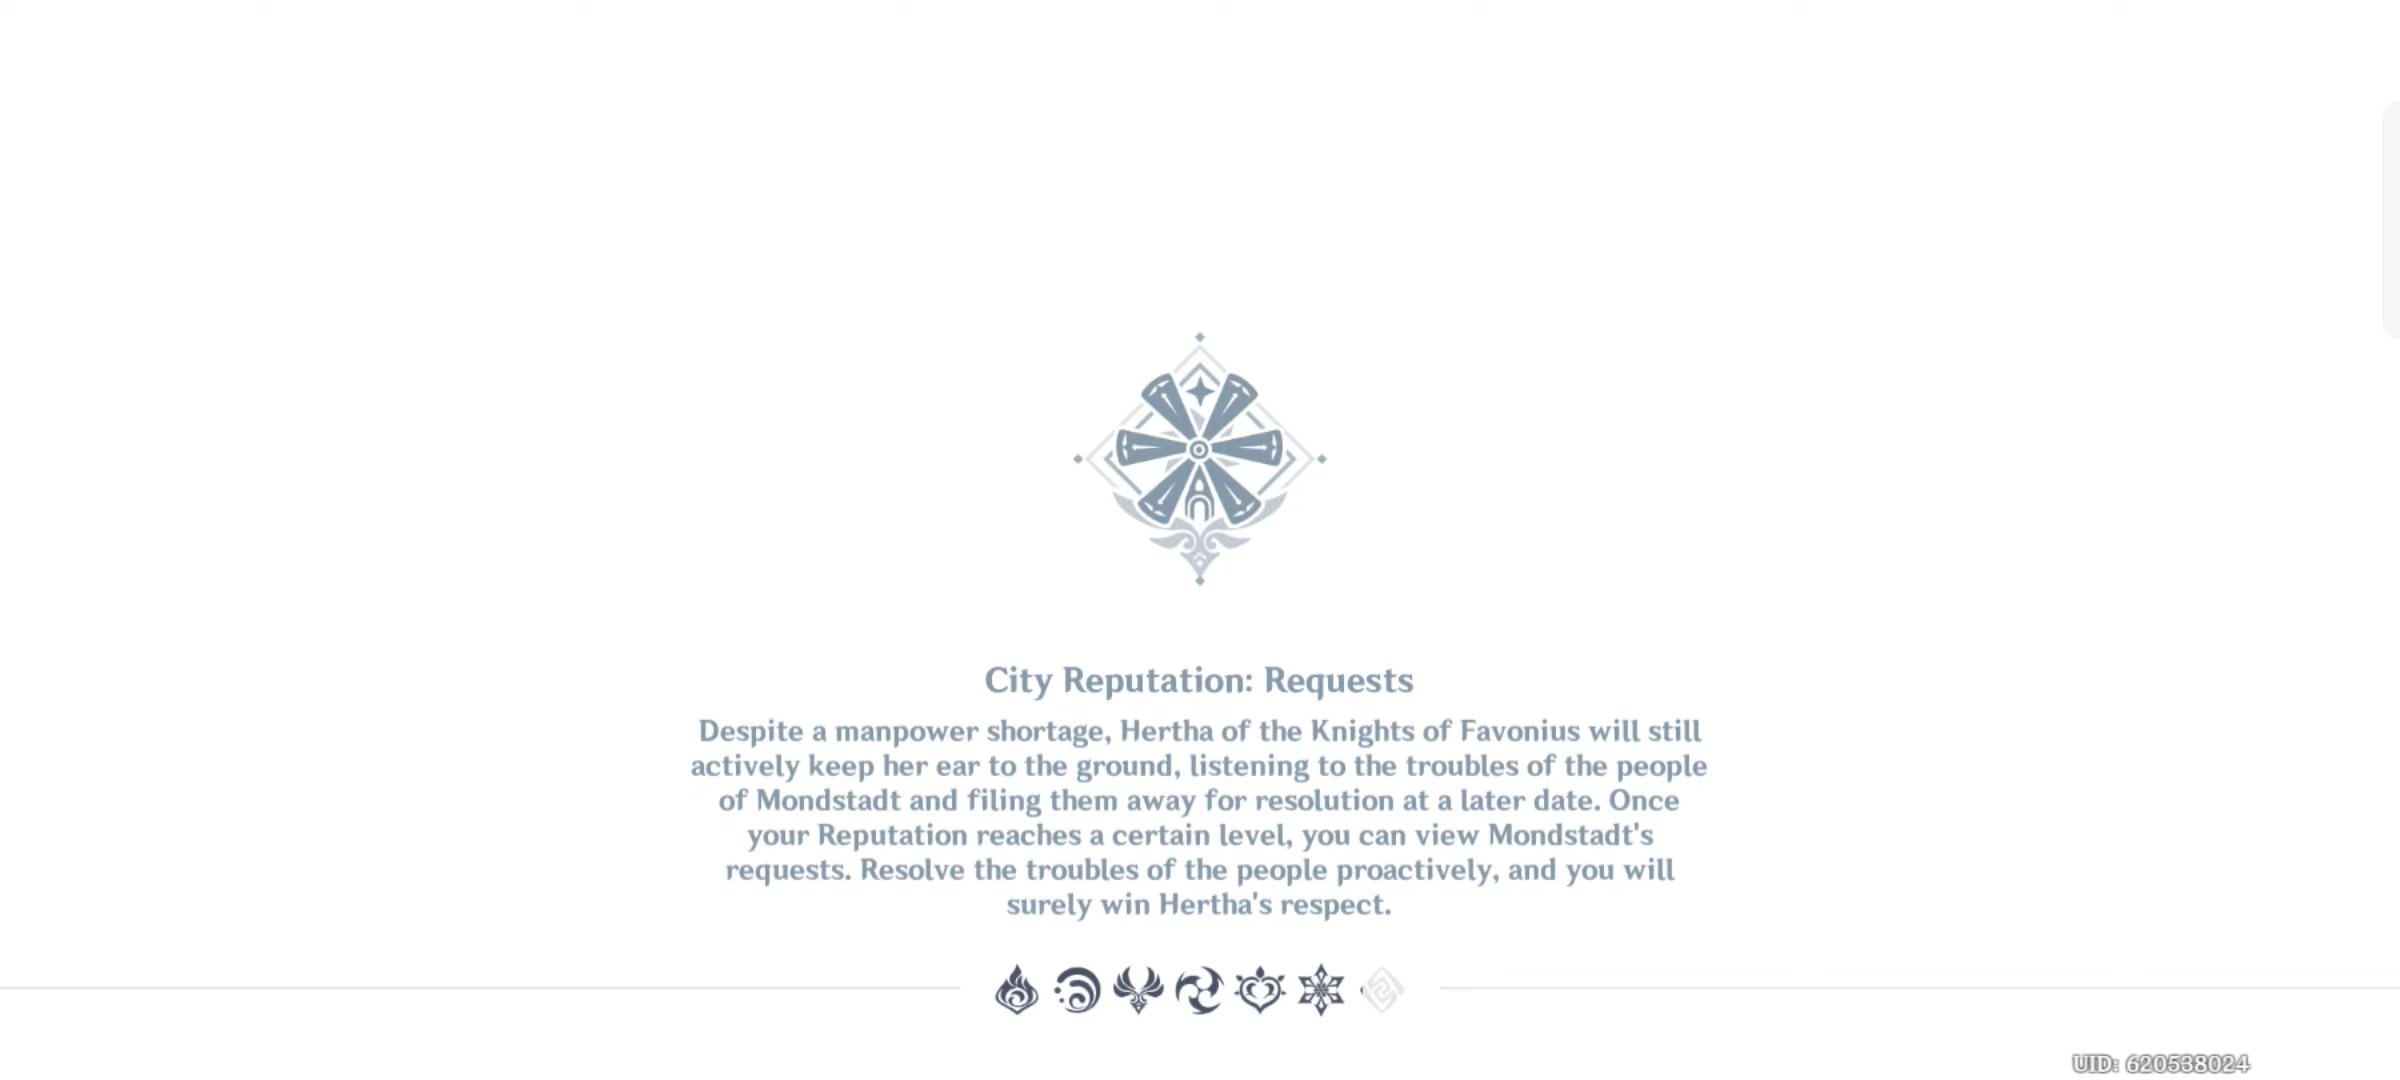 City Reputation: Requests
Despite a manpower shortage, Hertha of the Knights of Favonius will still
actively keep her ear to the ground, listening to the troubles of the people
of Mondstadt and filing them away for resolution at a later date. Once
your Reputation reaches a certain level, you can view Mondstadt's
requests. Resolve the troubles of the people proactively, and you will
surely win Hertha's respect.
UID: 620538024